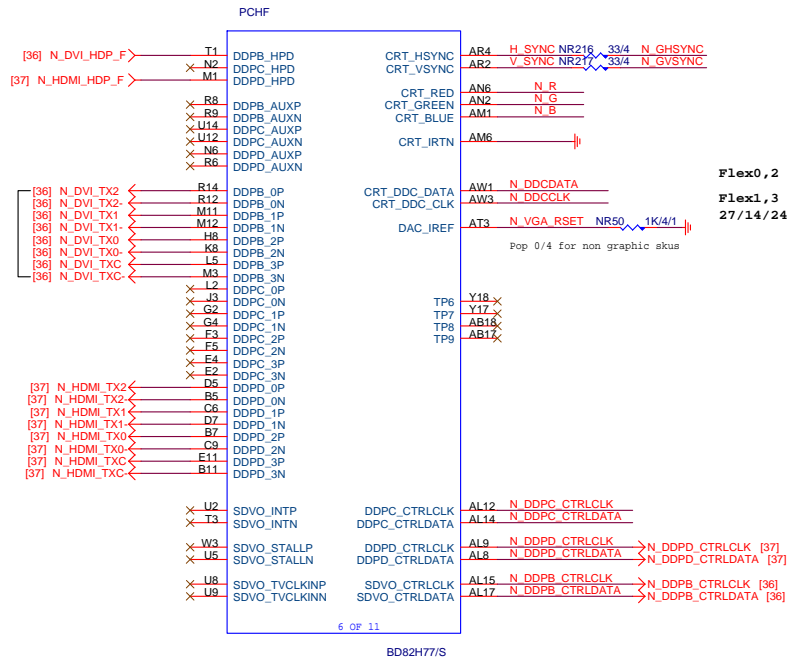 PCHF
[36] N_DVI_HDP_F T1 DDPB_HPD CRT_HSYNC AR4 H_SYNC NR216 33/4 N_GHSYNC
N2 DDPC_HPD CRT_VSYNC AR2 V_SYNC NR217 33/4 N_GVSYNC
[37] N_HDMI_HDP_F M1 DDPD_HPD
CRT_RED AN6 N_R
R8 DDPB_AUXP CRT_GREEN AN2 N_G
R9 DDPB_AUXN CRT_BLUE AM1 N_B
U14 DDPC_AUXP
U12 DDPC_AUXN CRT_IRTN AM6
N6 DDPD_AUXP
R6 DDPD_AUXN
Flex0,2
[36] N_DVI_TX2 R14 DDPB_0P CRT_DDC_DATA AW1 N_DDCDATA
[36] N_DVI_TX2- R12 DDPB_0N CRT_DDC_CLK AW3 N_DDCCLK Flex1,3
[36] N_DVI_TX1 M11 DDPB_1P 27/14/24
[36] N_DVI_TX1- M12 DDPB_1N DAC_IREF AT3 N_VGA_RSET NR50 1K/4/1
[36] N_DVI_TX0 H8 DDPB_2P
[36] N_DVI_TX0- K8 DDPB_2N Pop 0/4 for non graphic skus
[36] N_DVI_TXC L5 DDPB_3P
[36] N_DVI_TXC- M3 DDPB_3N
L2 DDPC_0P
J3 DDPC_0N TP6 Y18
G2 DDPC_1P TP7 Y17
G4 DDPC_1N TP8 AB18
F3 DDPC_2P TP9 AB17
F5 DDPC_2N
E4 DDPC_3P
E2 DDPC_3N
[37] N_HDMI_TX2 D5 DDPD_0P
[37] N_HDMI_TX2- B5 DDPD_0N
[37] N_HDMI_TX1 C6 DDPD_1P
[37] N_HDMI_TX1- D7 DDPD_1N
[37] N_HDMI_TX0 B7 DDPD_2P
[37] N_HDMI_TX0- C9 DDPD_2N
[37] N_HDMI_TXC E11 DDPD_3P
[37] N_HDMI_TXC- B11 DDPD_3N
U2 SDVO_INTP DDPC_CTRLCLK AL12 N_DDPC_CTRLCLK
T3 SDVO_INTN DDPC_CTRLDATA AL14 N_DDPC_CTRLDATA
W3 SDVO_STALLP DDPD_CTRLCLK AL9 N_DDPD_CTRLCLK N_DDPD_CTRLCLK [37]
U5 SDVO_STALLN DDPD_CTRLDATA AL8 N_DDPD_CTRLDATA N_DDPD_CTRLDATA [37]
U8 SDVO_TVCLKINP SDVO_CTRLCLK AL15 N_DDPB_CTRLCLK N_DDPB_CTRLCLK [36]
U9 SDVO_TVCLKINN SDVO_CTRLDATA AL17 N_DDPB_CTRLDATA N_DDPB_CTRLDATA [36]
6 OF 11
BD82H77/S